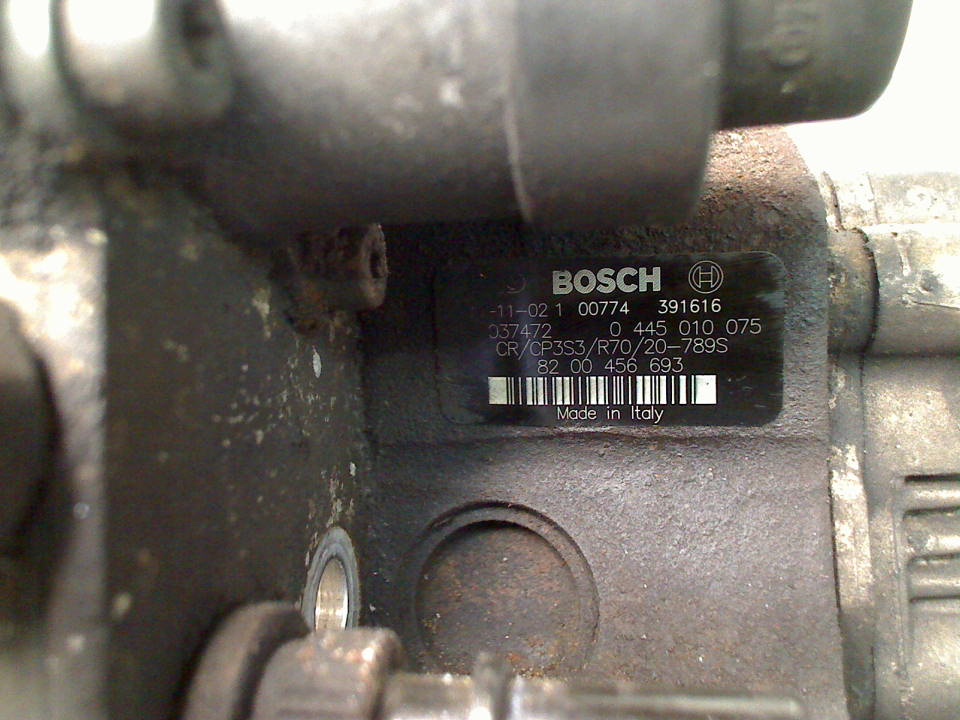 BOSCH
-11-02 1 00774 391616
037472 0 445 010 075
CR/CP3S3/R70/20-789S
82 00 456 693
Made in Italy